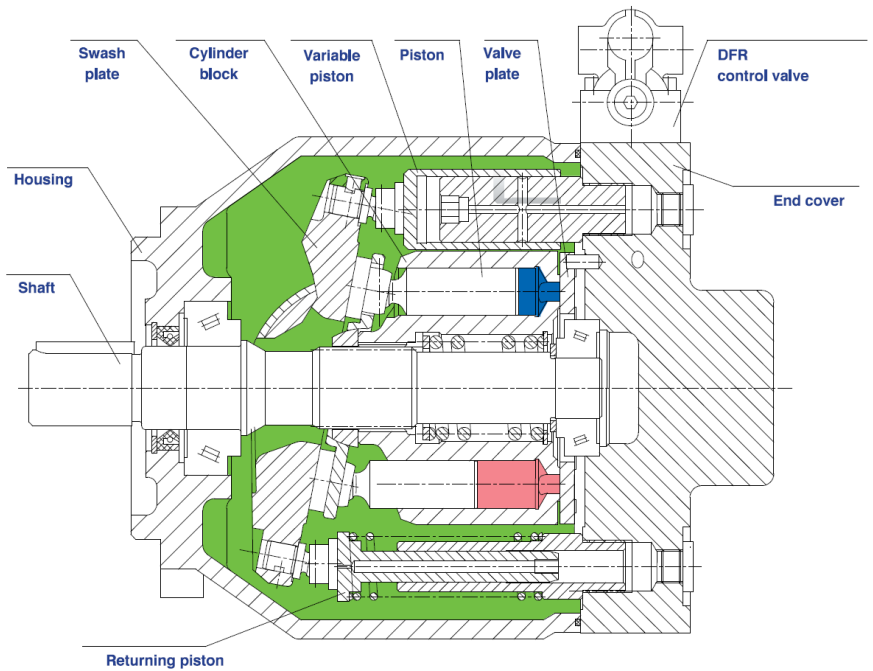 Swash
plate
Cylinder
block
Variable
piston
Piston
Valve
plate
DFR
control valve
Housing
End cover
Shaft
Returning piston